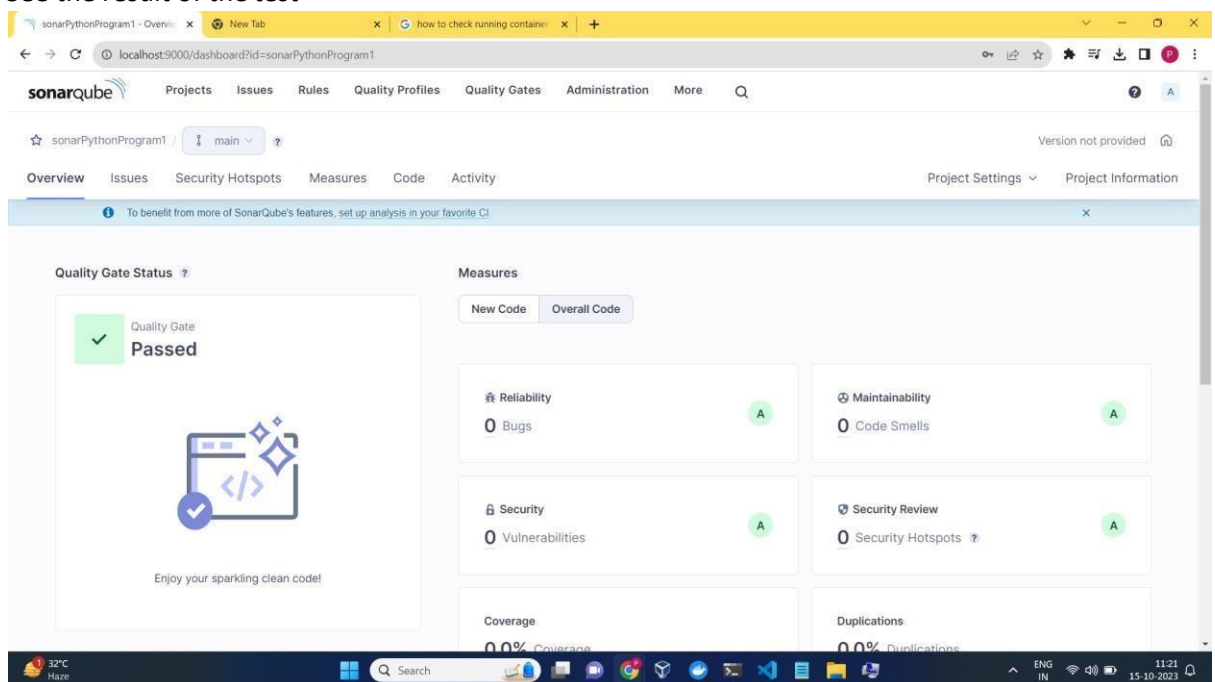 see the result of the test
sonarPythonProgram1 - Overvie
New Tab
how to check running container
localhost:9000/dashboard?id=sonarPythonProgram1
P
sonarqube Projects Issues Rules Quality Profiles Quality Gates Administration More
A
sonarPythonProgram1 / main ?
Version not provided
Overview Issues Security Hotspots Measures Code Activity
Project Settings Project Information
To benefit from more of SonarQube's features, set up analysis in your favorite CI.
Quality Gate Status ?
Quality Gate
Passed
</>
Enjoy your sparkling clean code!
Measures
New Code Overall Code
Reliability
0 Bugs
A
Maintainability
0 Code Smells
A
Security
0 Vulnerabilities
A
Security Review
0 Security Hotspots ?
A
Coverage
0.0% Coverage
Duplications
0.0% Duplications
1
32°C
Haze
Search
ENG
IN
11:21
15-10-2023